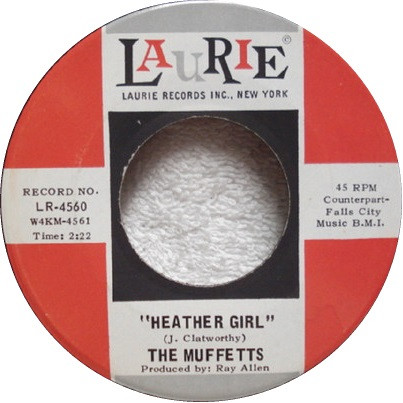 LAURIE ©
LAURIE RECORDS INC., NEW YORK
RECORD NO.
LR-4560
W4KM-4561
Time: 2:22
45 RPM
Counterpart-
Falls City
Music B.M.I.
"HEATHER GIRL"
(J. Clatworthy)
THE MUFFETTS
Produced by: Ray Allen